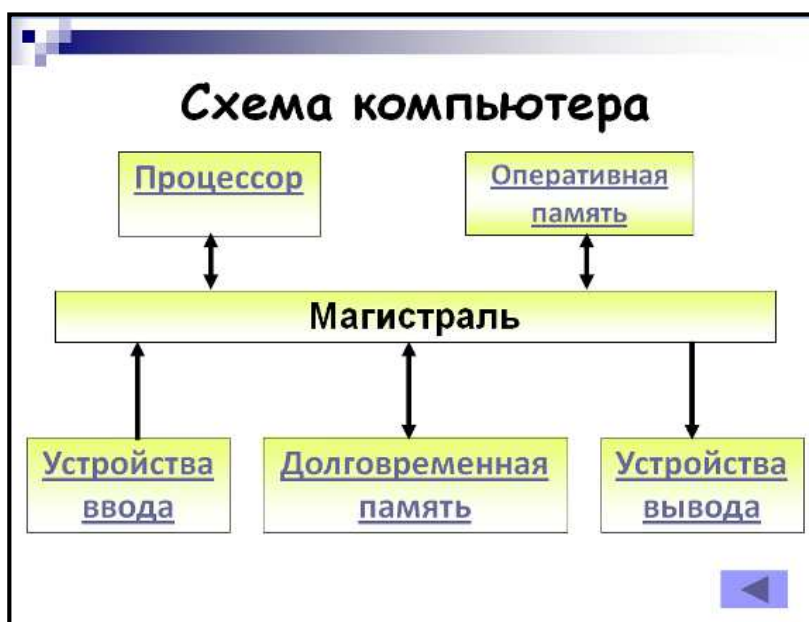 Схема компьютера
Процессор
Оперативная
память
Магистраль
Устройства
ввода
Долговременная
память
Устройства
вывода